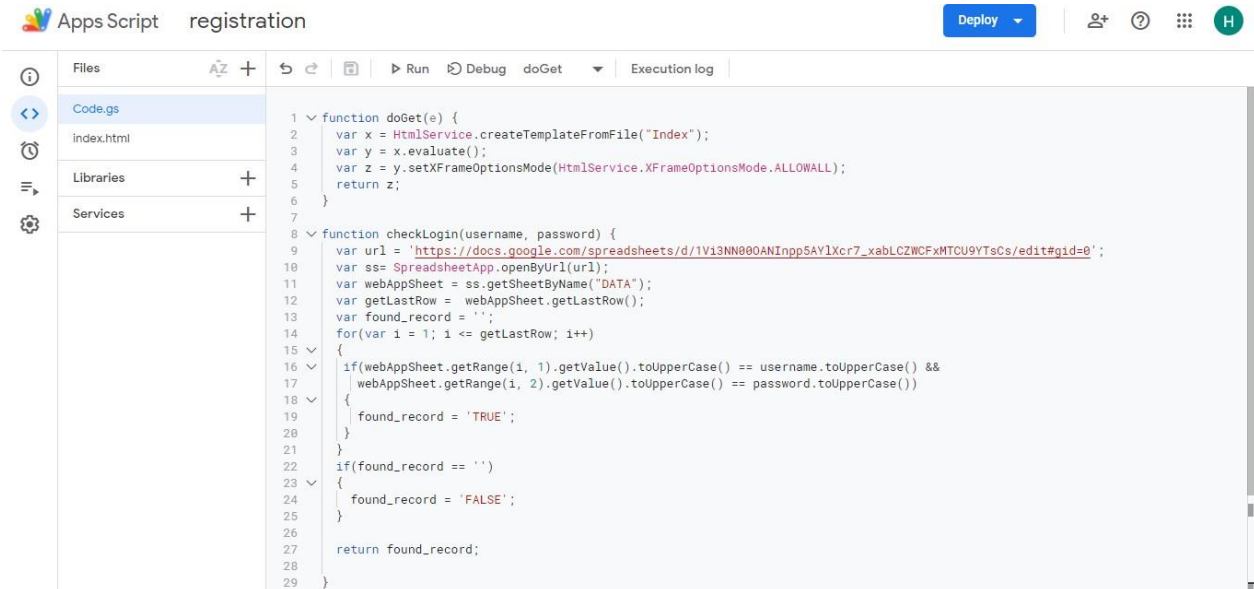 Apps Script registration Deploy H
Files AZ Run Debug doGet Execution log
Code.gs
index.html
Libraries
Services
1 function doGet(e) {
2 var x = HtmlService.createTemplateFromFile("Index");
3 var y = x.evaluate();
4 var z = y.setXFrameOptionsMode(HtmlService.XFrameOptionsMode.ALLOWALL);
5 return z;
6 }
7
8 function checkLogin(username, password) {
9 var url = 'https://docs.google.com/spreadsheets/d/1Vi3NN00OANInpp5AYlXcr7_xabLCZWCFxMTCU9YTsCs/edit#gid=0';
10 var ss= SpreadsheetApp.openByUrl(url);
11 var webAppSheet = ss.getSheetByName("DATA");
12 var getLastRow = webAppSheet.getLastRow();
13 var found_record = '';
14 for(var i = 1; i <= getLastRow; i++)
15 {
16 if(webAppSheet.getRange(i, 1).getValue().toUpperCase() == username.toUpperCase() &&
17 webAppSheet.getRange(i, 2).getValue().toUpperCase() == password.toUpperCase())
18 {
19 found_record = 'TRUE';
20 }
21 }
22 if(found_record == '')
23 {
24 found_record = 'FALSE';
25 }
26
27 return found_record;
28
29 }